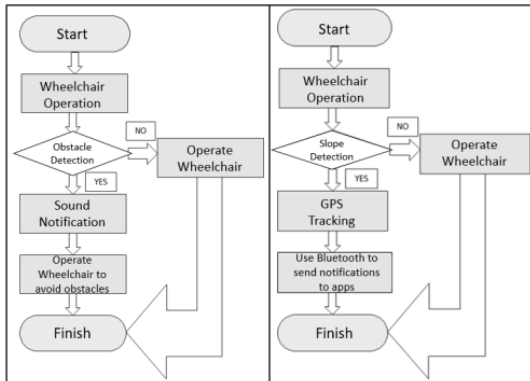 Start
Wheelchair
Operation
Obstacle
Detection
NO
Operate
Wheelchair
YES
Sound
Notification
Operate
Wheelchair to
avoid obstacles
Finish
Start
Wheelchair
Operation
Slope
Detection
NO
Operate
Wheelchair
YES
GPS
Tracking
Use Bluetooth to
send notifications
to apps
Finish